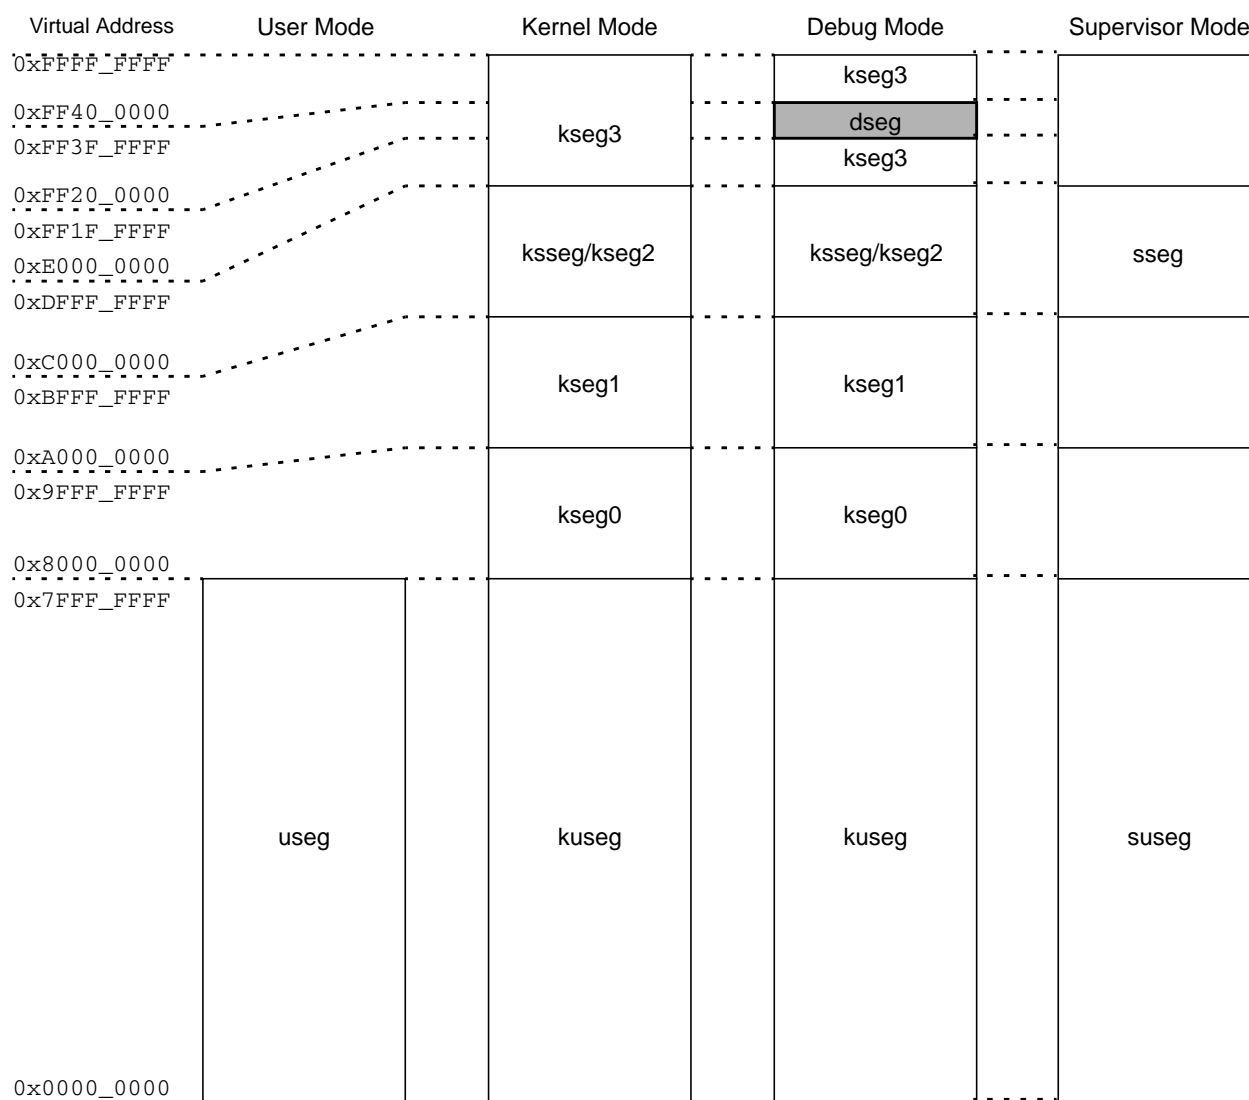 Virtual Address User Mode Kernel Mode Debug Mode Supervisor Mode
0xFFFF_FFFF
kseg3
0xFF40_0000
dseg
kseg3
0xFF3F_FFFF
kseg3
0xFF20_0000
0xFF1F_FFFF
0xE000_0000
ksseg/kseg2 ksseg/kseg2 sseg
0xDFFF_FFFF
0xC000_0000
kseg1 kseg1
0xBFFF_FFFF
0xA000_0000
0x9FFF_FFFF
kseg0 kseg0
0x8000_0000
0x7FFF_FFFF
useg kuseg kuseg suseg
0x0000_0000